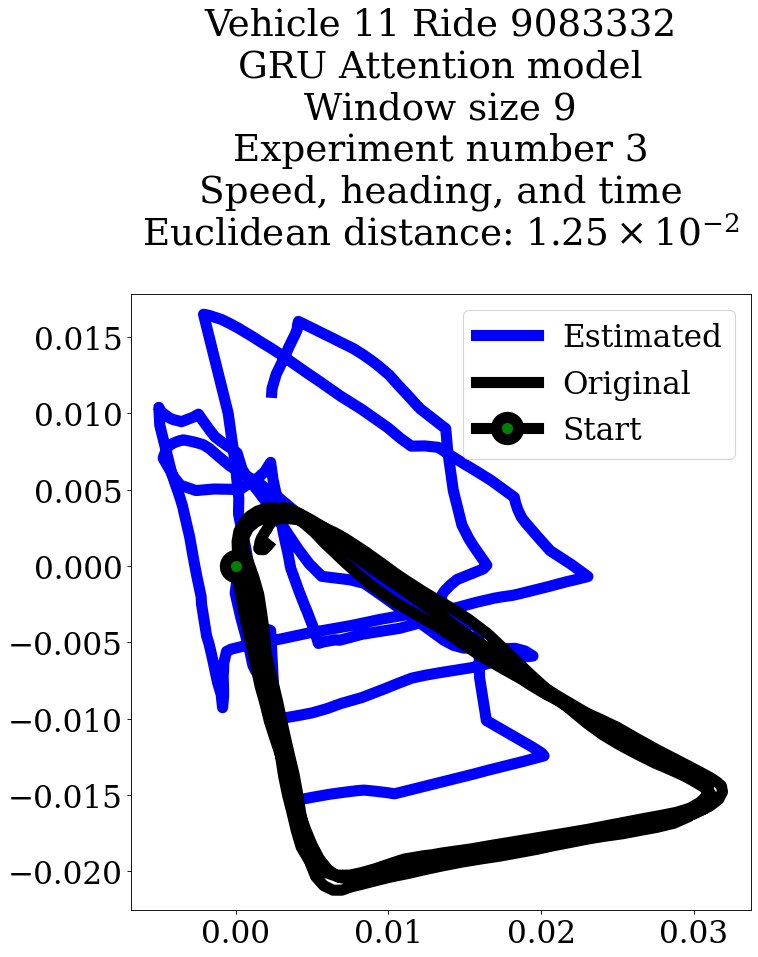 Vehicle 11 Ride 9083332
GRU Attention model
Window size 9
Experiment number 3
Speed, heading, and time
Euclidean distance: 1.25 × 10⁻²
Estimated
Original
Start
0.015
0.010
0.005
0.000
−0.005
−0.010
−0.015
−0.020
0.00 0.01 0.02 0.03